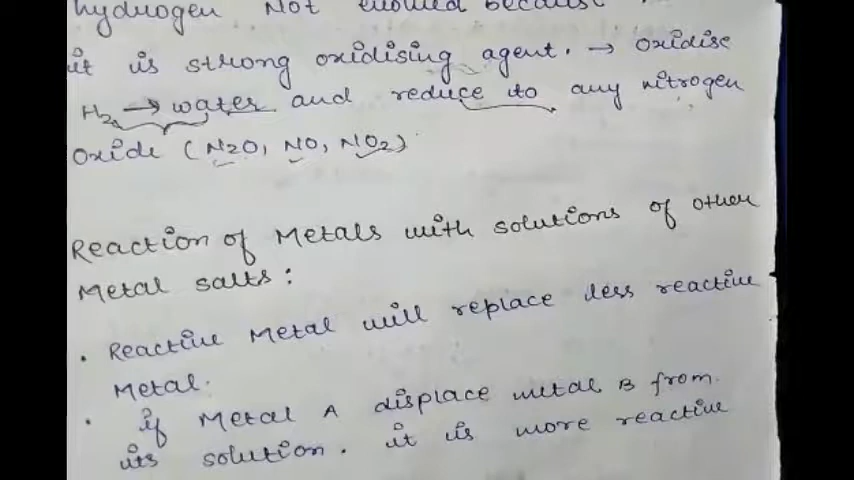 hydrogen Not evolved because
it is strong oxidising agent. → oxidise
H₂ → water and reduce to any nitrogen
Oxide (N₂O, NO, NO₂)
Reaction of Metals with solutions of other
Metal salts:
• Reactive Metal will replace less reactive
Metal.
• if Metal A displace metal B from
its solution. it is more reactive